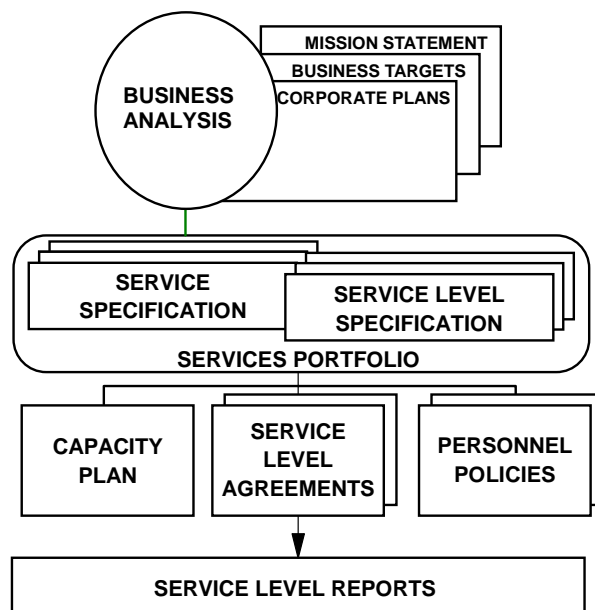 MISSION STATEMENT
BUSINESS TARGETS
CORPORATE PLANS
BUSINESS
ANALYSIS
SERVICE
SPECIFICATION
SERVICE LEVEL
SPECIFICATION
SERVICES PORTFOLIO
CAPACITY
PLAN
SERVICE
LEVEL
AGREEMENTS
PERSONNEL
POLICIES
SERVICE LEVEL REPORTS